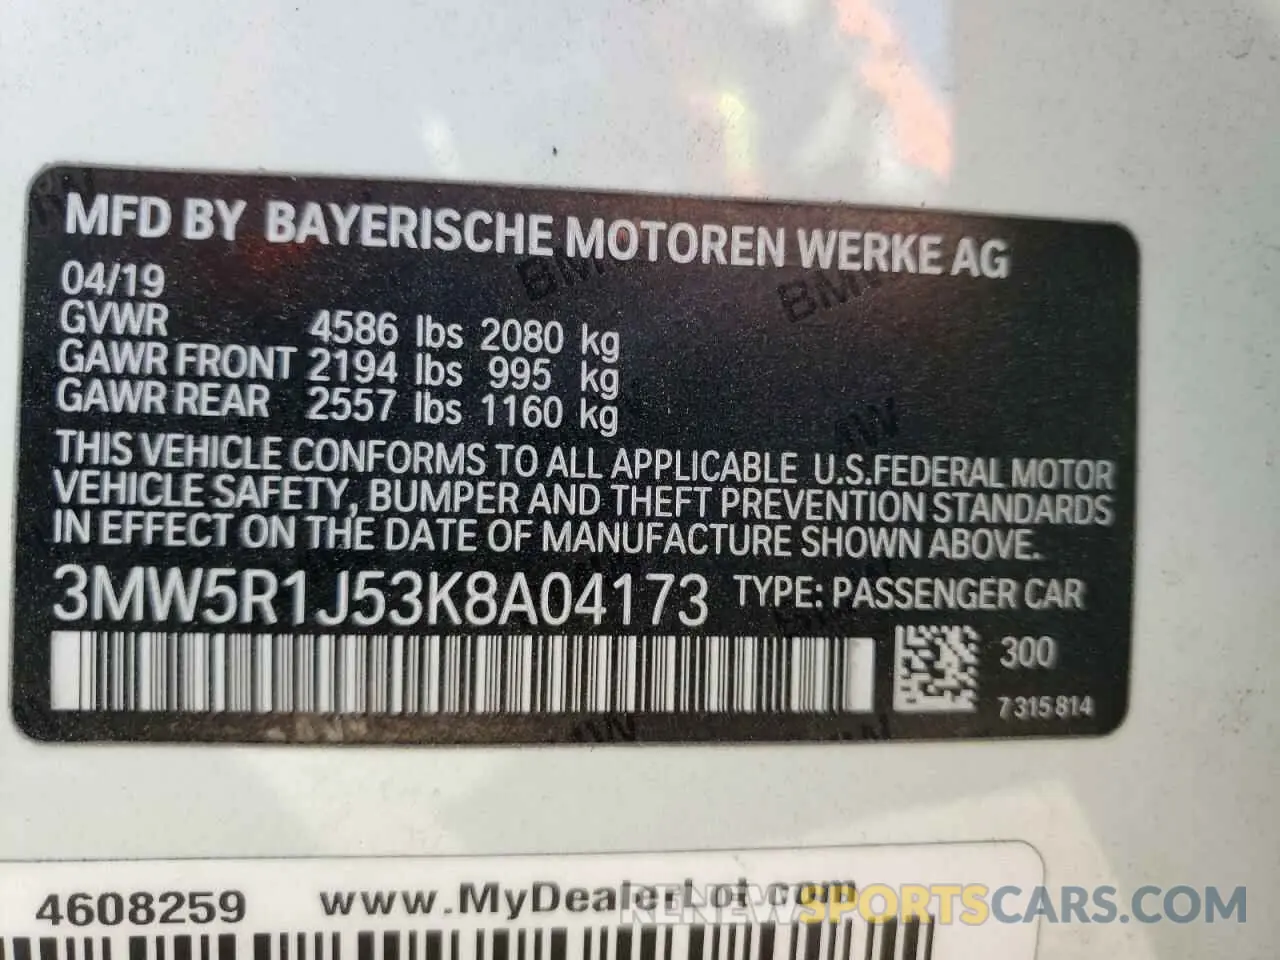 MFD BY BAYERISCHE MOTOREN WERKE AG
04/19
GVWR 4586 lbs 2080 kg
GAWR FRONT 2194 lbs 995 kg
GAWR REAR 2557 lbs 1160 kg
THIS VEHICLE CONFORMS TO ALL APPLICABLE U.S.FEDERAL MOTOR
VEHICLE SAFETY, BUMPER AND THEFT PREVENTION STANDARDS
IN EFFECT ON THE DATE OF MANUFACTURE SHOWN ABOVE.
3MW5R1J53K8A04173 TYPE: PASSENGER CAR
300
7 315 814
4608259 www.MyDealerLot.com
RENEWSPORTSCARS.COM